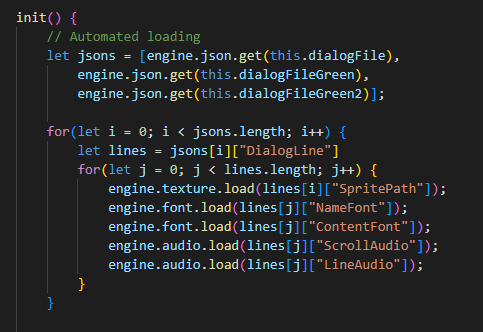 init() {
// Automated loading
let jsons = [engine.json.get(this.dialogFile),
engine.json.get(this.dialogFileGreen),
engine.json.get(this.dialogFileGreen2)];
for(let i = 0; i < jsons.length; i++) {
let lines = jsons[i]["DialogLine"]
for(let j = 0; j < lines.length; j++) {
engine.texture.load(lines[i]["SpritePath"]);
engine.font.load(lines[j]["NameFont"]);
engine.font.load(lines[j]["ContentFont"]);
engine.audio.load(lines[j]["ScrollAudio"]);
engine.audio.load(lines[j]["LineAudio"]);
}
}